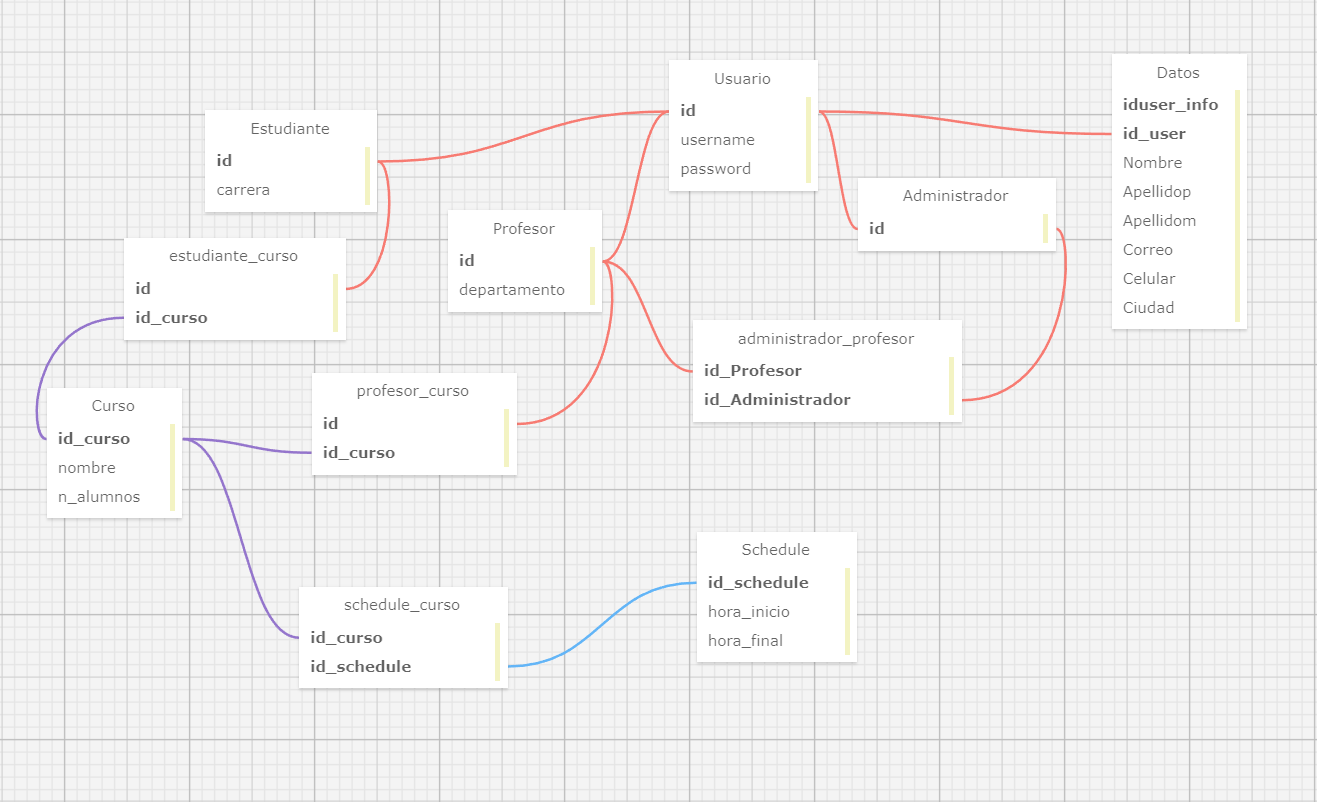 Usuario
id
username
password
Datos
iduser_info
id_user
Nombre
Apellidop
Apellidom
Correo
Celular
Ciudad
Estudiante
id
carrera
Administrador
id
Profesor
id
departamento
estudiante_curso
id
id_curso
administrador_profesor
id_Profesor
id_Administrador
profesor_curso
id
id_curso
Curso
id_curso
nombre
n_alumnos
Schedule
id_schedule
hora_inicio
hora_final
schedule_curso
id_curso
id_schedule